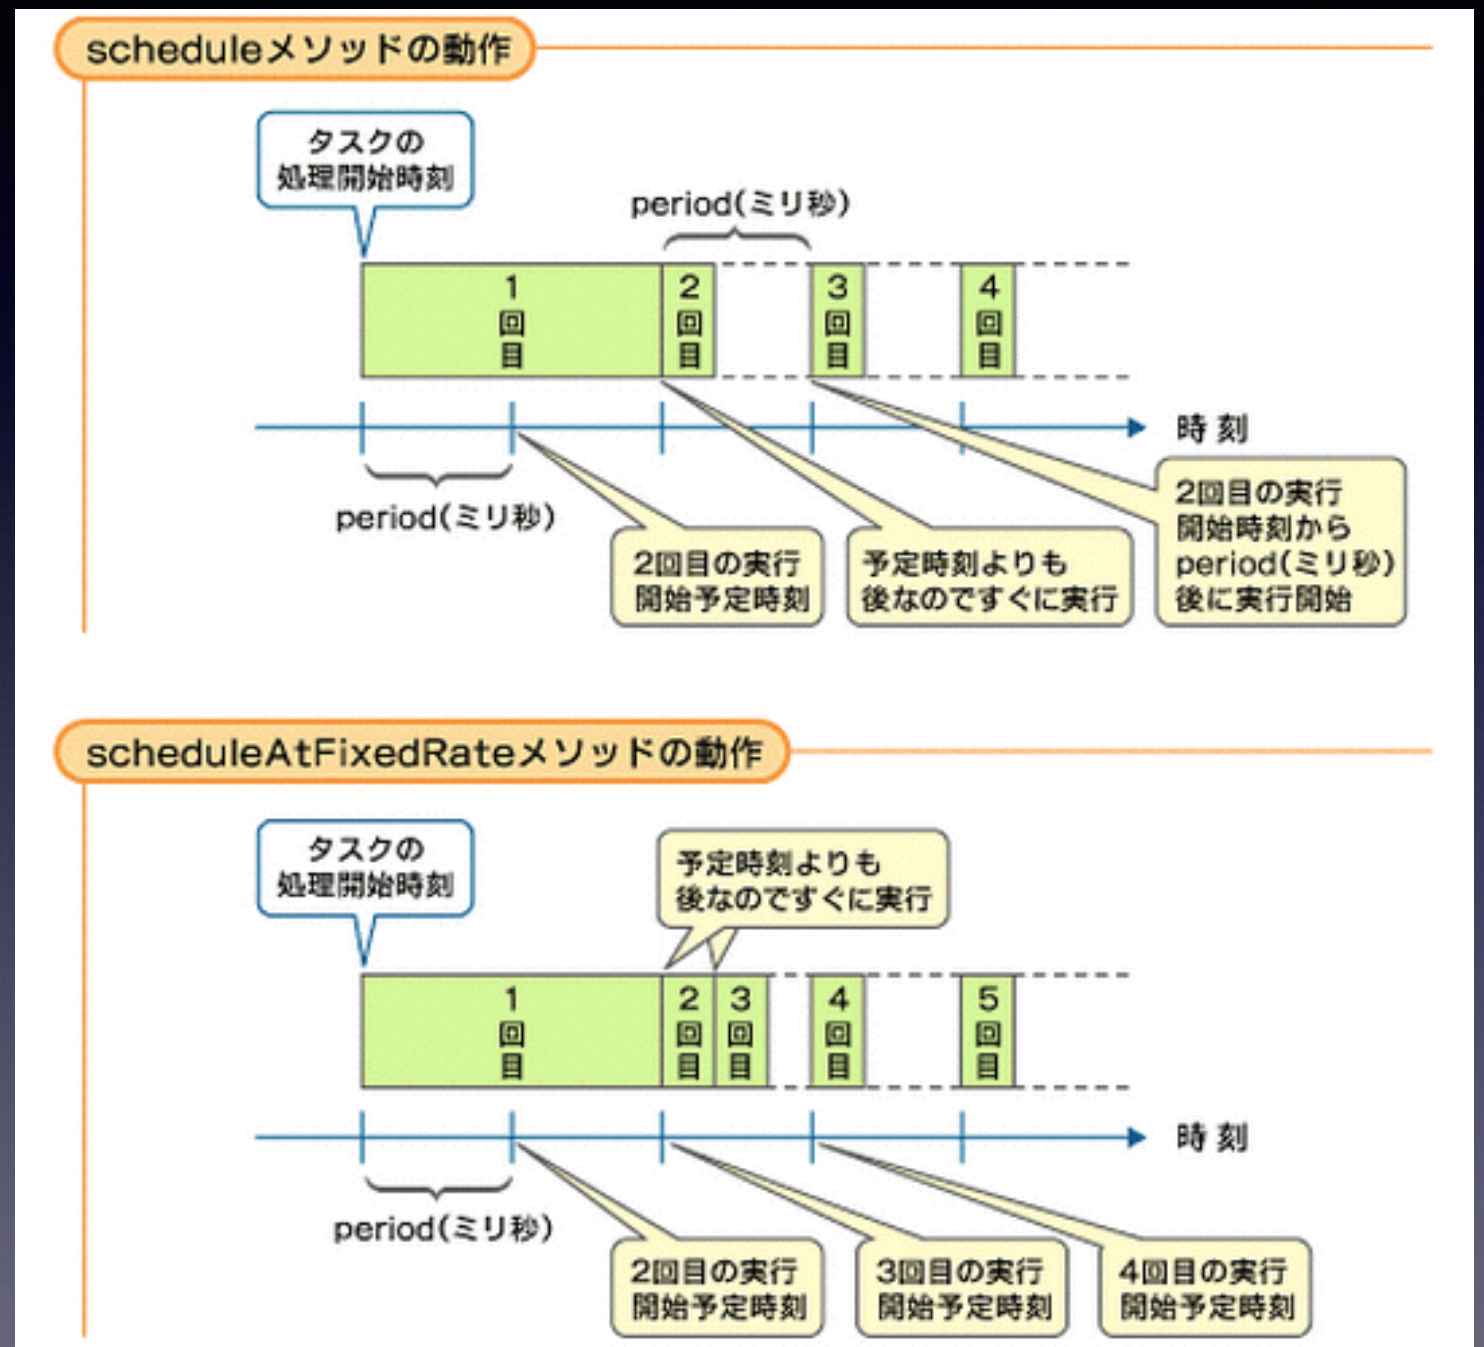 scheduleメソッドの動作
タスクの
処理開始時刻
period(ミリ秒)
1
回
目
2
回
目
3
回
目
4
回
目
時刻
period(ミリ秒)
2回目の実行
開始予定時刻
予定時刻よりも
後なのですぐに実行
2回目の実行
開始時刻から
period(ミリ秒)
後に実行開始
scheduleAtFixedRateメソッドの動作
タスクの
処理開始時刻
予定時刻よりも
後なのですぐに実行
1
回
目
2
回
目
3
回
目
4
回
目
5
回
目
時刻
period(ミリ秒)
2回目の実行
開始予定時刻
3回目の実行
開始予定時刻
4回目の実行
開始予定時刻